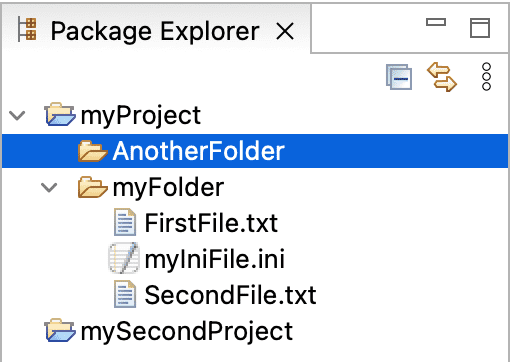 Package Explorer
myProject
AnotherFolder
myFolder
FirstFile.txt
myIniFile.ini
SecondFile.txt
mySecondProject